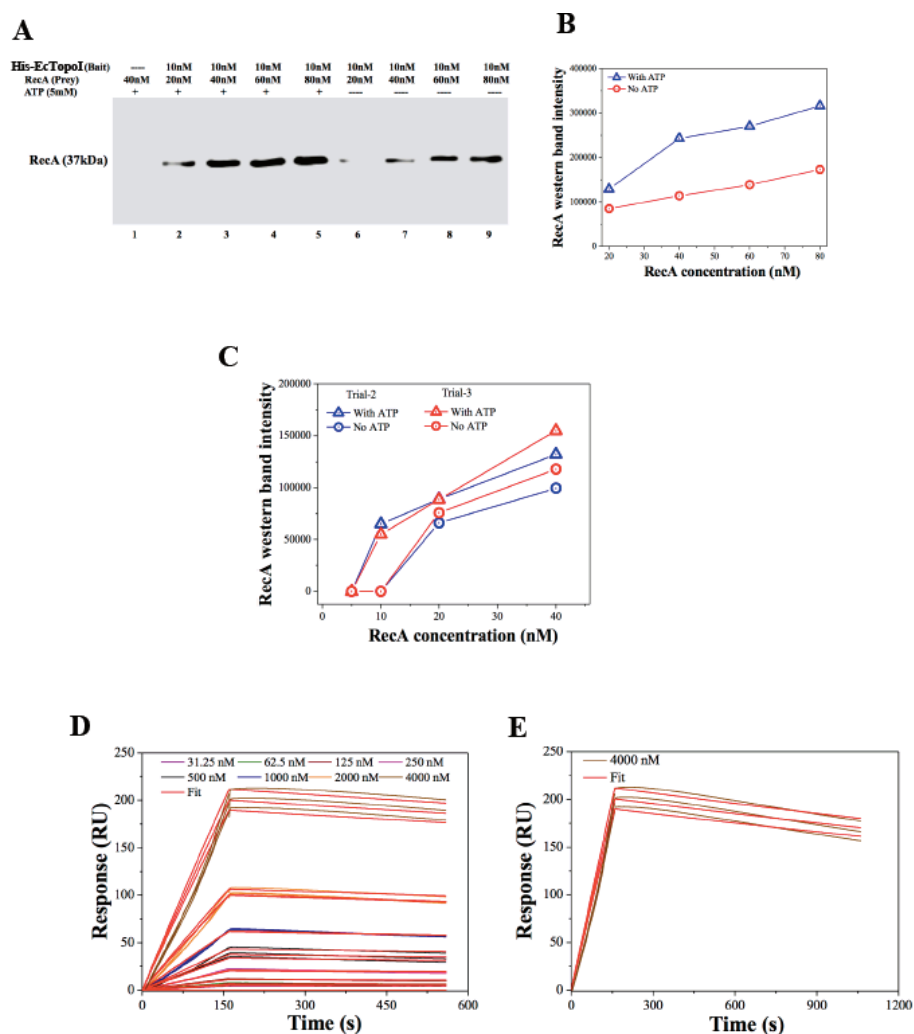 A
His-EcTopoI (Bait) ---- 10nM 10nM 10nM 10nM 10nM 10nM 10nM 10nM
RecA (Prey) 40nM 20nM 40nM 60nM 80nM 20nM 40nM 60nM 80nM
ATP (5mM) + + + + + ---- ---- ---- ----
RecA (37kDa)
1 2 3 4 5 6 7 8 9
B
400000
300000
200000
100000
0
With ATP
No ATP
20 30 40 50 60 70 80
RecA concentration (nM)
RecA western band intensity
C
200000
150000
100000
50000
0
Trial-2 Trial-3
With ATP With ATP
No ATP No ATP
0 10 20 30 40
RecA concentration (nM)
RecA western band intensity
D
250
200
150
100
50
0
31.25 nM 62.5 nM 125 nM 250 nM
500 nM 1000 nM 2000 nM 4000 nM
Fit
0 150 300 450 600
Time (s)
Response (RU)
E
250
200
150
100
50
0
4000 nM
Fit
0 300 600 900 1200
Time (s)
Response (RU)